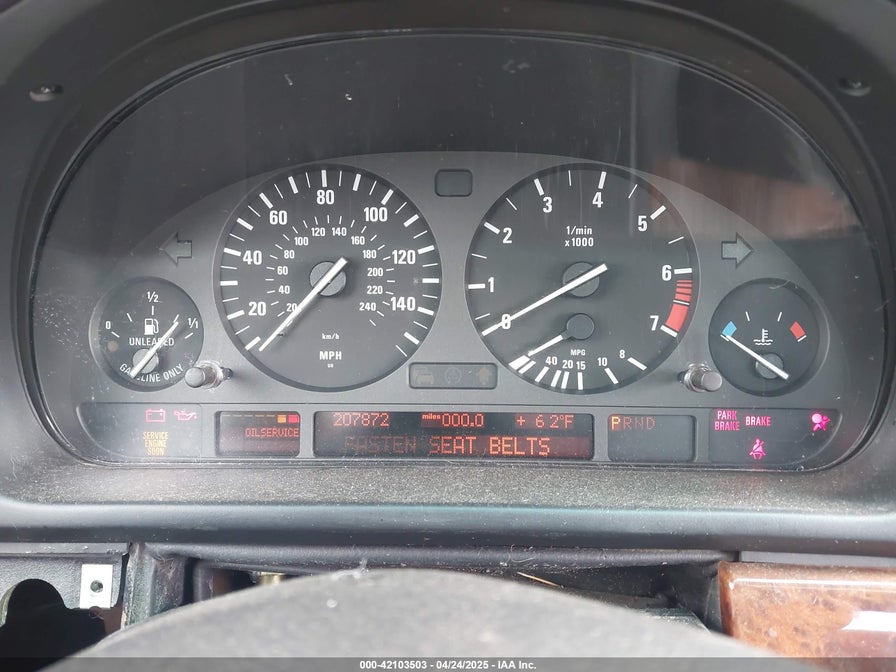 20 40 60 80 100 120 140
20 40 60 80 100 120 140 160 180 200 220 240
km/h
MPH
0 1 2 3 4 5 6 7
1/min
x1000
MPG
40 20 15 10 8
0 1/2 1/1
UNLEADED
GASOLINE ONLY
SERVICE
ENGINE
SOON
OILSERVICE
207872 miles 000.0 + 62°F
FASTEN SEAT BELTS
PRND
PARK
BRAKE
BRAKE
000-42103503 - 04/24/2025 - IAA Inc.